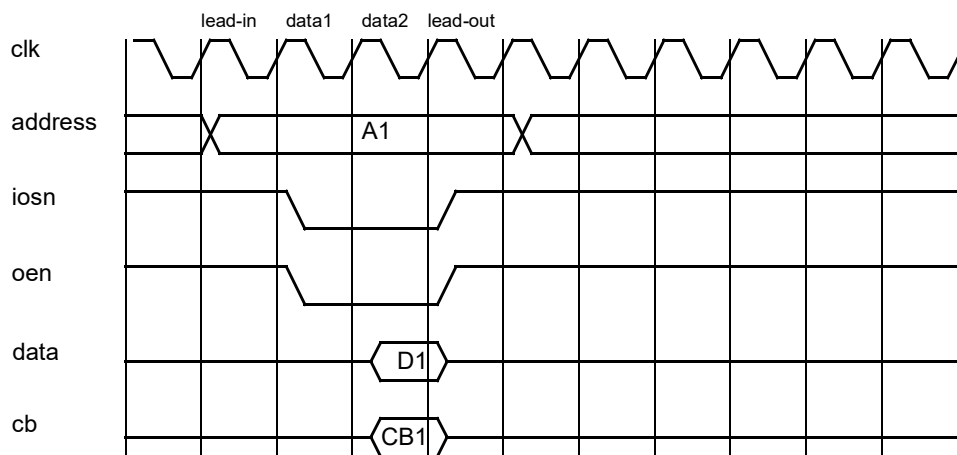 lead-in data1 data2 lead-out
clk
address A1
iosn
oen
data D1
cb CB1